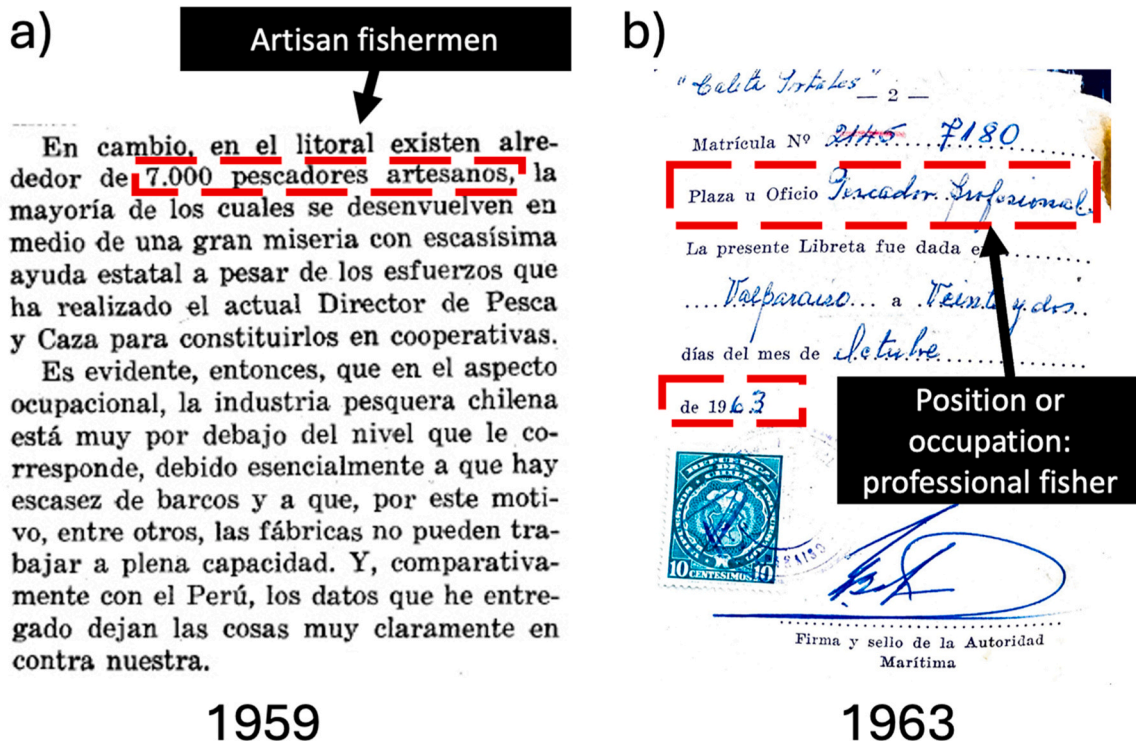 a)
Artisan fishermen
En cambio, en el litoral existen alre-
dedor de 7.000 pescadores artesanos, la
mayoría de los cuales se desenvuelven en
medio de una gran miseria con escasísima
ayuda estatal a pesar de los esfuerzos que
ha realizado el actual Director de Pesca
y Caza para constituirlos en cooperativas.
Es evidente, entonces, que en el aspecto
ocupacional, la industria pesquera chilena
está muy por debajo del nivel que le co-
rresponde, debido esencialmente a que hay
escasez de barcos y a que, por este moti-
vo, entre otros, las fábricas no pueden tra-
bajar a plena capacidad. Y, comparativa-
mente con el Perú, los datos que he entre-
gado dejan las cosas muy claramente en
contra nuestra.
1959
b)
"Caleta Portales"
— 2 —
Matrícula Nº 2145 7180
Plaza u Oficio Pescador Profesional
La presente Libreta fue dada e
Valparaiso a Veinte y dos
días del mes de Octubre
de 1963
Position or
occupation:
professional fisher
10 CENTESIMOS 10
Firma y sello de la Autoridad
Marítima
1963